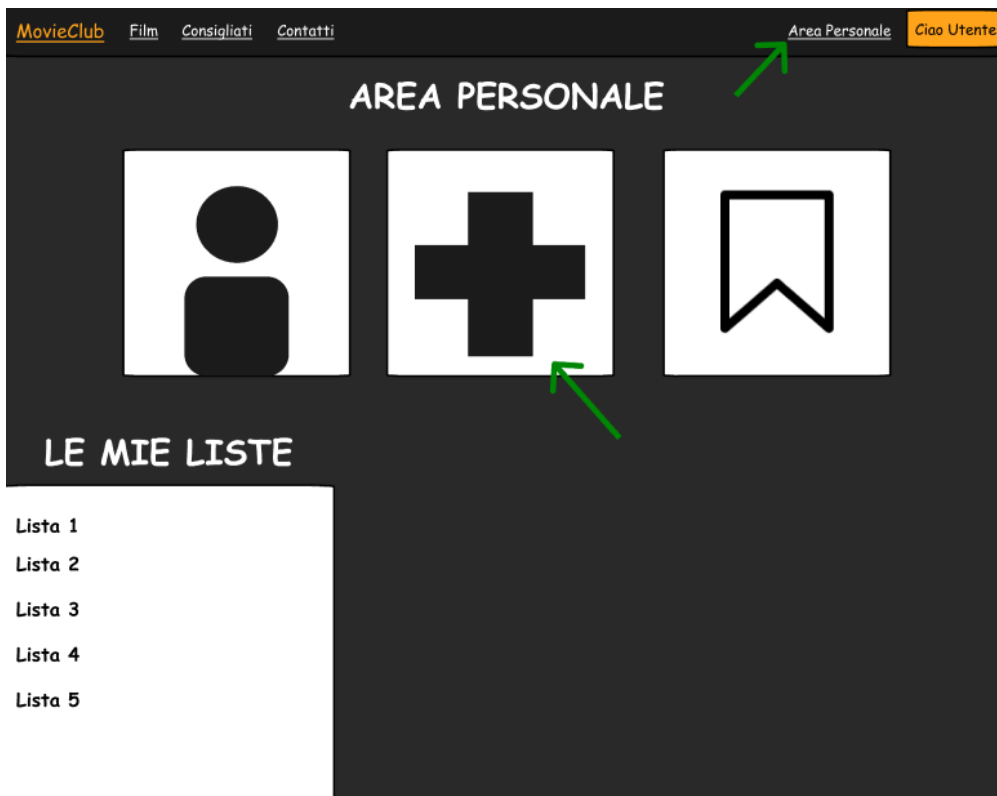 MovieClub Film Consigliati Contatti Area Personale Ciao Utente
AREA PERSONALE
LE MIE LISTE
Lista 1
Lista 2
Lista 3
Lista 4
Lista 5